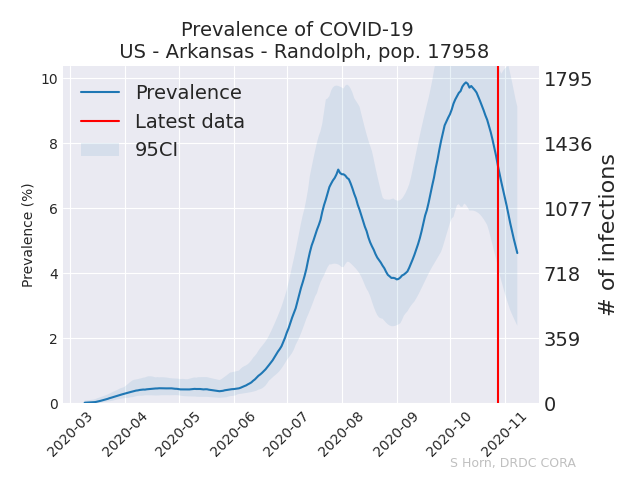 Prevalence of COVID-19
US - Arkansas - Randolph, pop. 17958
Prevalence
Latest data
95CI
Prevalence (%)
10
8
6
4
2
0
1795
1436
1077
718
359
0
# of infections
2020-03
2020-04
2020-05
2020-06
2020-07
2020-08
2020-09
2020-10
2020-11
S Horn, DRDC CORA